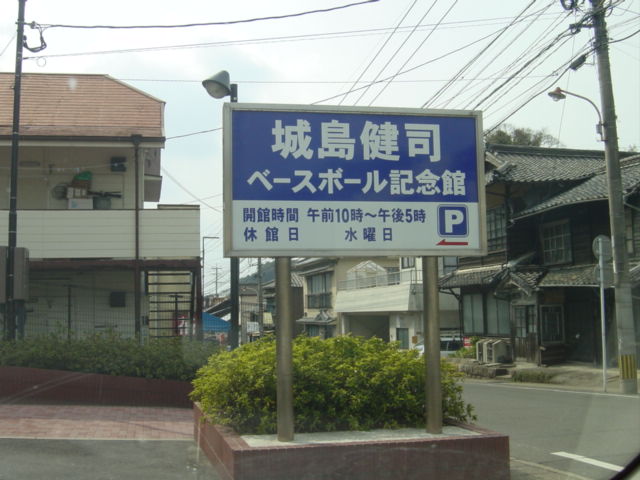 城島健司
ベースボール記念館
開館時間 午前10時～午後5時
休館日 水曜日
P